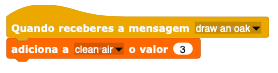 Quando receberes a mensagem draw an oak
adiciona a clean air o valor 3